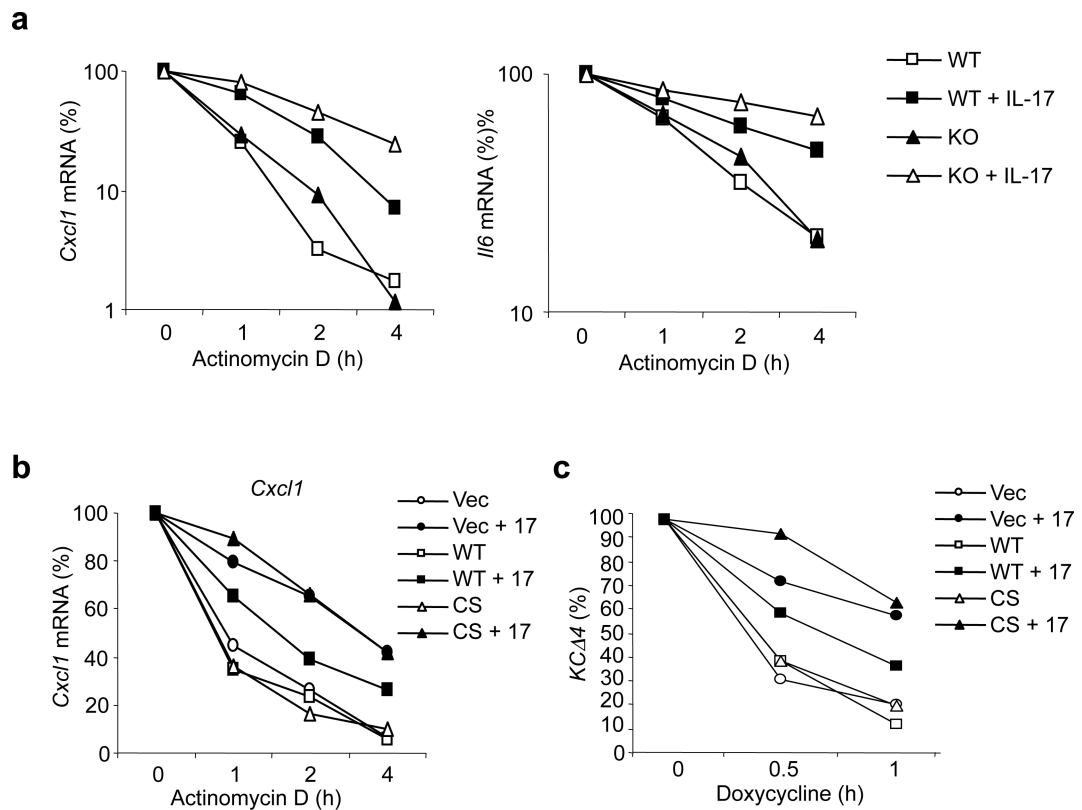 a
Cxcl1 mRNA (%)
100
10
1
0 1 2 4
Actinomycin D (h)
Il6 mRNA (%)%
100
10
0 1 2 4
Actinomycin D (h)
WT
WT + IL-17
KO
KO + IL-17
b
Cxcl1
Cxcl1 mRNA (%)
100
80
60
40
20
0
0 1 2 4
Actinomycin D (h)
Vec
Vec + 17
WT
WT + 17
CS
CS + 17
c
KCΔ4 (%)
100
90
80
70
60
50
40
30
20
10
0
0 0.5 1
Doxycycline (h)
Vec
Vec + 17
WT
WT + 17
CS
CS + 17